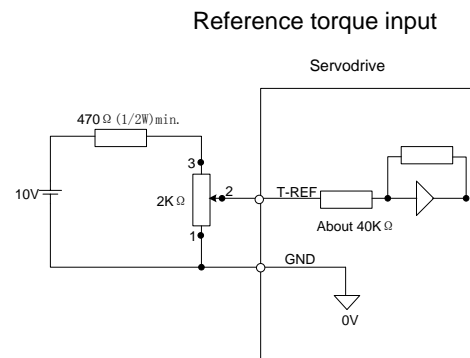 Reference torque input
Servodrive
470Ω (1/2W)min.
3
10V
2KΩ
2
T-REF
About 40KΩ
1
GND
0V